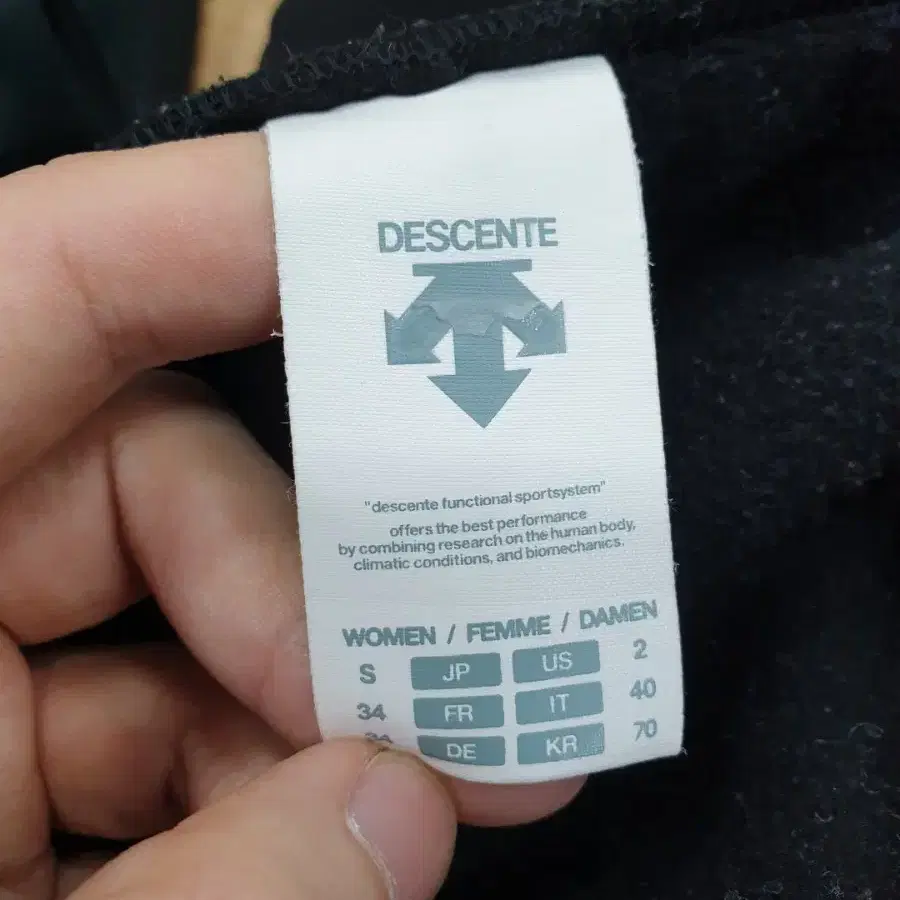 DESCENTE
"descente functional sportsystem"
offers the best performance
by combining research on the human body,
climatic conditions, and biomechanics.
WOMEN / FEMME / DAMEN
S JP US 2
34 FR IT 40
DE KR 70